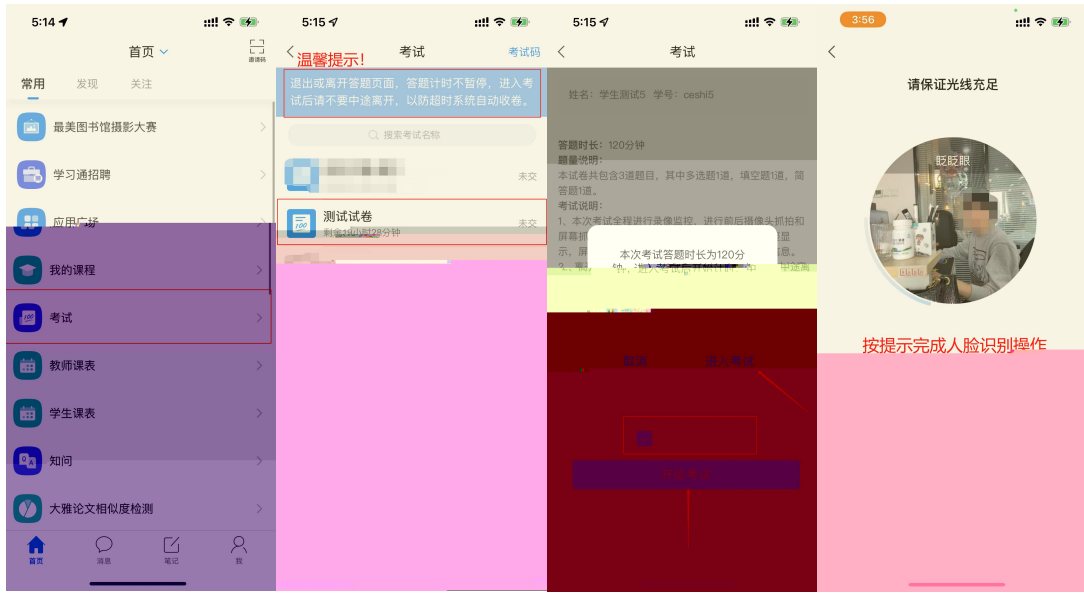 5:14
首页
邀请码
常用 发现 关注
最美图书馆摄影大赛
学习通招聘
应用广场
我的课程
考试
教师课表
学生课表
知问
大雅论文相似度检测
首页 消息 笔记 我
5:15
考试 考试码
温馨提示！
退出或离开答题页面，答题计时不暂停，进入考
试后请不要中途离开，以防超时系统自动收卷。
搜索考试名称
未交
测试试卷
未交
5:15
考试
姓名：学生测试5 学号：ceshi5
答题时长：120分钟
题量说明：
本试卷共包含3道题目，其中多选题1道，填空题1道，简
答题1道。
考试说明：
1、本次考试全程进行录像监控、进行前后摄像头抓拍和
屏幕抓
本次考试答题时长为120分
进入考试
3:56
请保证光线充足
眨眨眼
按提示完成人脸识别操作